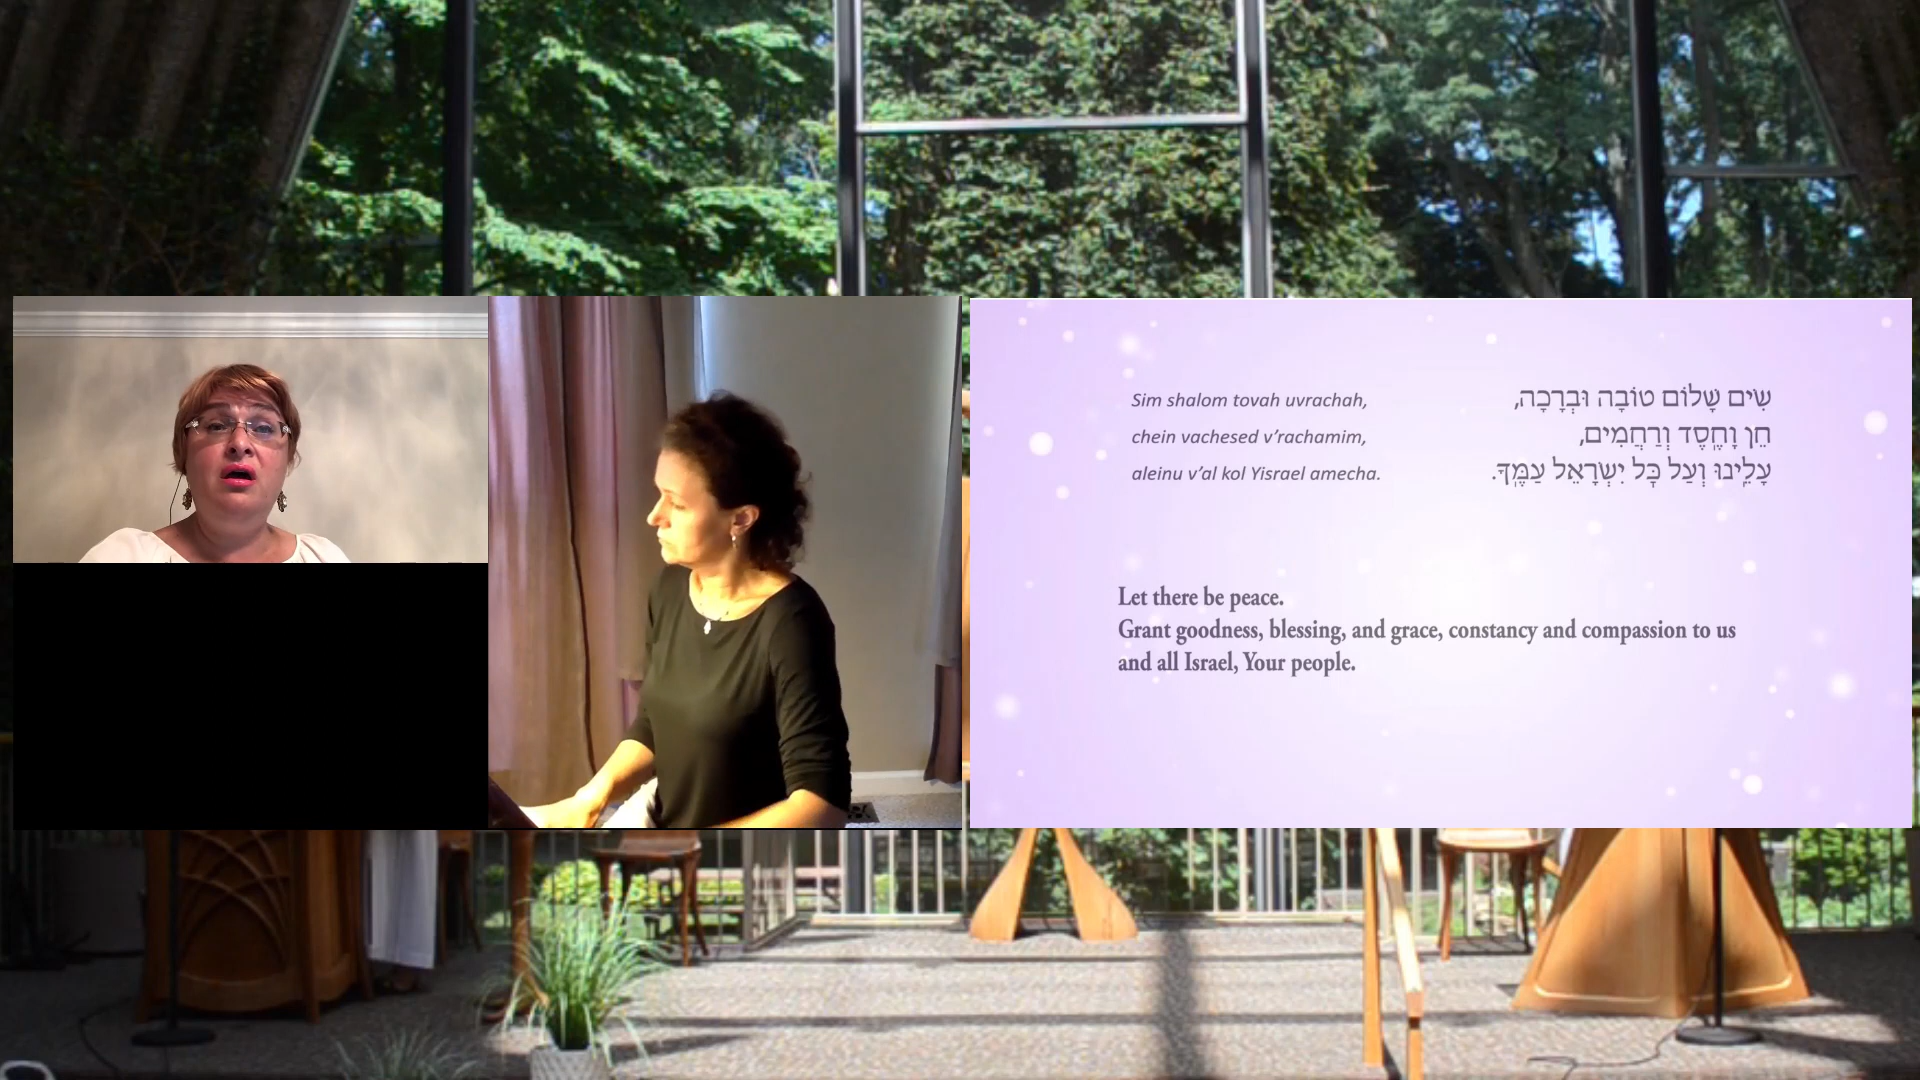 Sim shalom tovah uvrachah,
chein vachesed v’rachamim,
aleinu v’al kol Yisrael amecha.
שִׂים שָׁלוֹם טוֹבָה וּבְרָכָה,
חֵן וָחֶֽסֶד וְרַחֲמִים,
עָלֵֽינוּ וְעַל כָּל יִשְׂרָאֵל עַמֶּֽךָ.
Let there be peace.
Grant goodness, blessing, and grace, constancy and compassion to us
and all Israel, Your people.